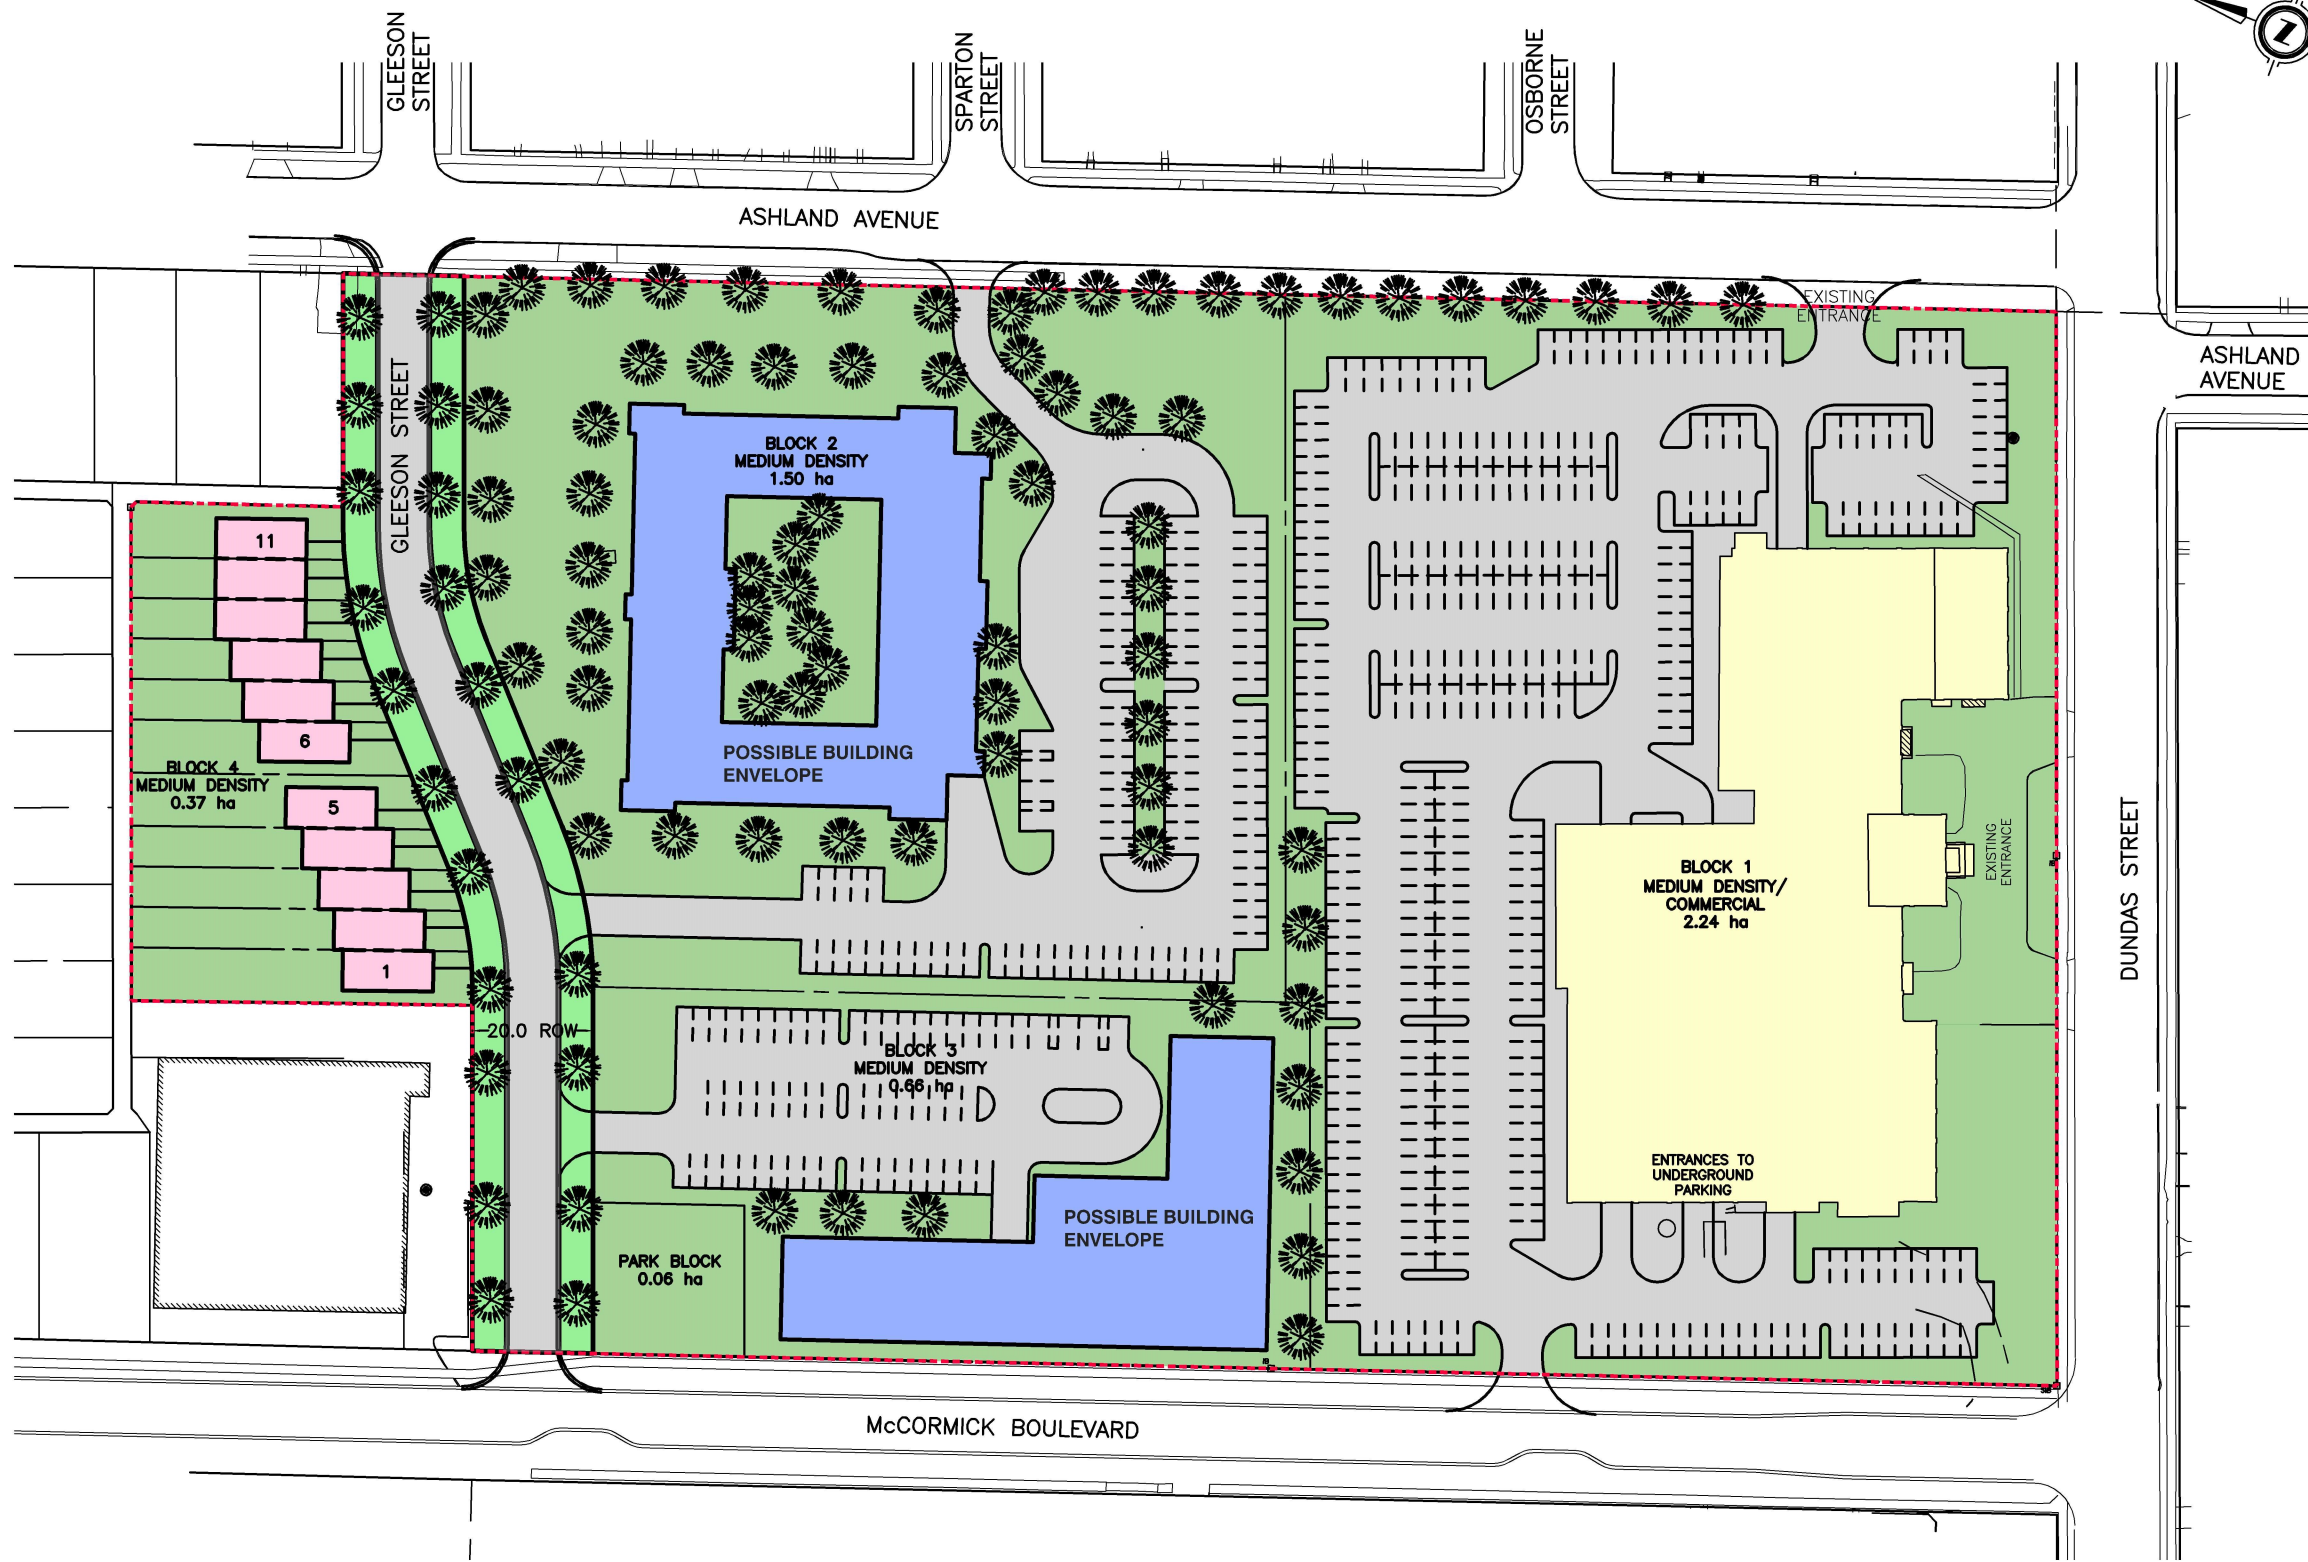 GLEESON
STREET
SPARTON
STREET
OSBORNE
STREET
ASHLAND AVENUE
EXISTING
ENTRANCE
ASHLAND
AVENUE
GLEESON STREET
BLOCK 2
MEDIUM DENSITY
1.50 ha
11
6
POSSIBLE BUILDING
ENVELOPE
BLOCK 4
MEDIUM DENSITY
0.37 ha
5
EXISTING
ENTRANCE
DUNDAS STREET
BLOCK 1
MEDIUM DENSITY/
COMMERCIAL
2.24 ha
1
20.0 ROW
BLOCK 3
MEDIUM DENSITY
0.66 ha
ENTRANCES TO
UNDERGROUND
PARKING
POSSIBLE BUILDING
ENVELOPE
PARK BLOCK
0.06 ha
McCORMICK BOULEVARD